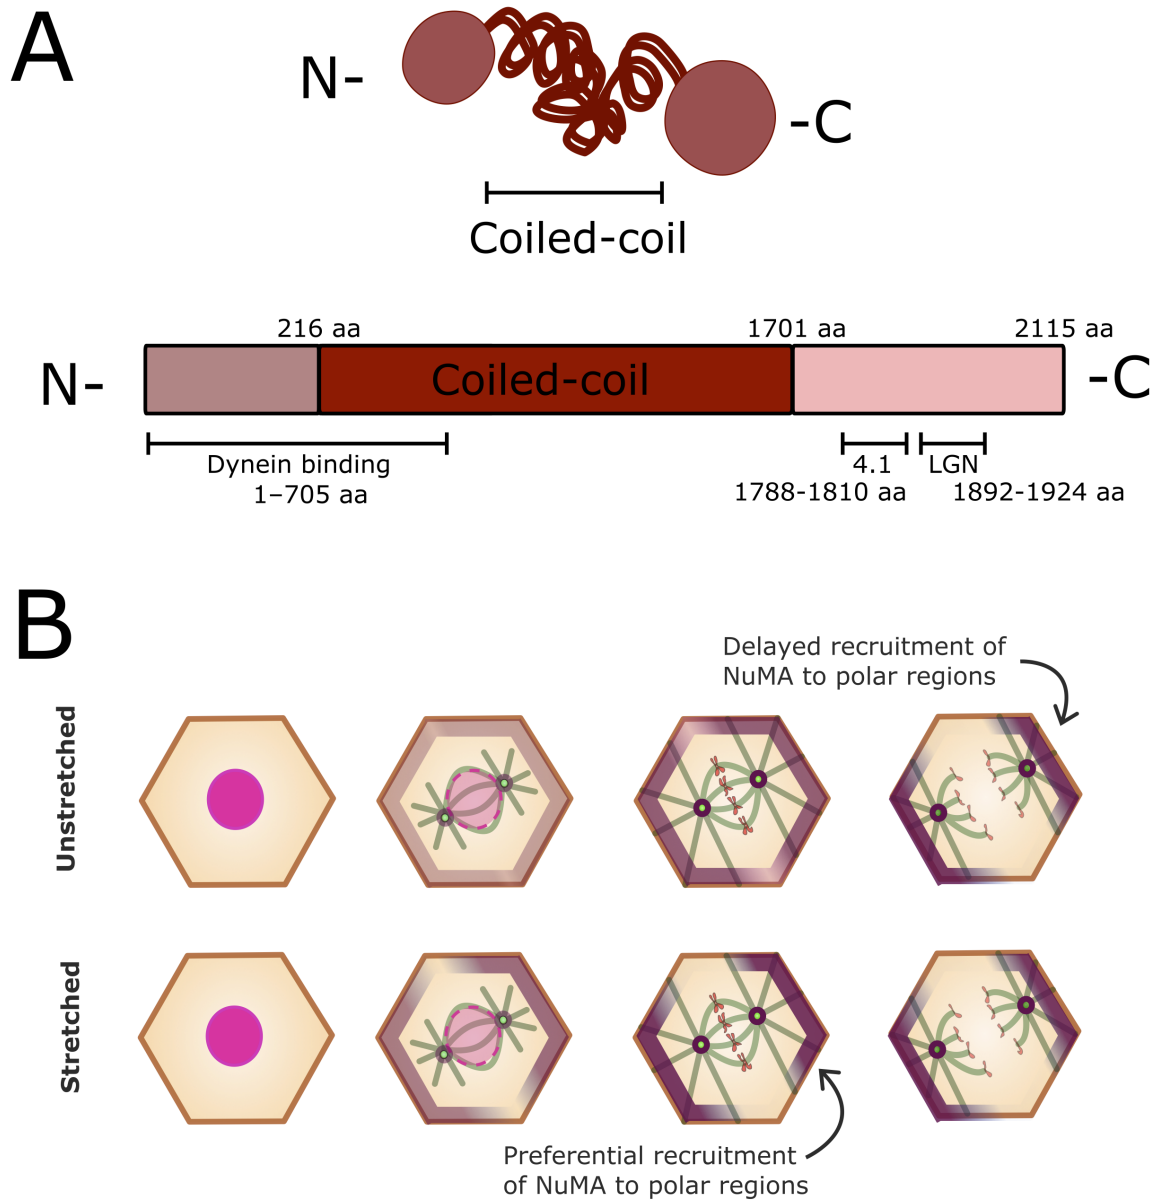 A
N-
-C
Coiled-coil
216 aa
1701 aa
2115 aa
N-
Coiled-coil
-C
Dynein binding
1–705 aa
4.1
1788-1810 aa
LGN
1892-1924 aa
B
Delayed recruitment of
NuMA to polar regions
Unstretched
Stretched
Preferential recruitment
of NuMA to polar regions